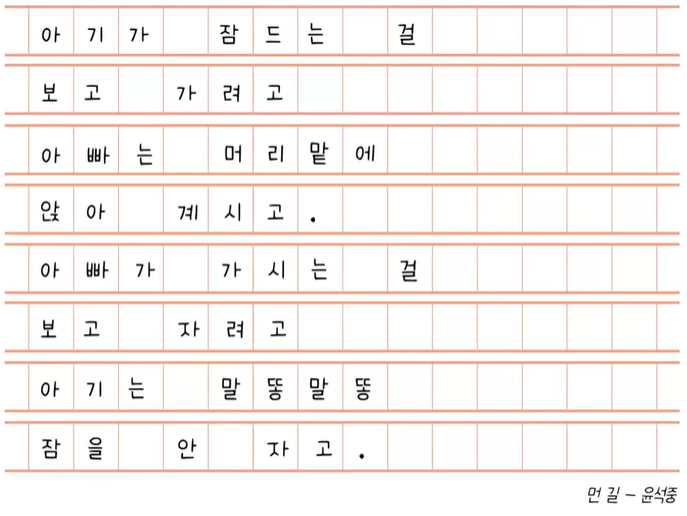 아기가 잠드는 걸
보고 가려고
아빠는 머리맡에
앉아 계시고.
아빠가 가시는 걸
보고 자려고
아기는 말똥말똥
잠을 안 자고.
먼 길 – 윤석중